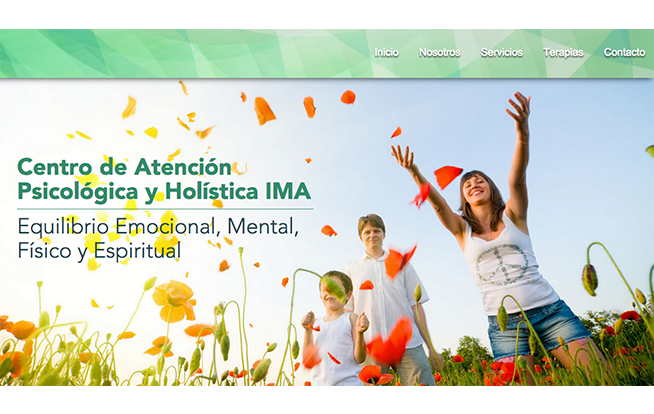 Inicio Nosotros Servicios Terapias Contacto
Centro de Atención
Psicológica y Holística IMA
Equilibrio Emocional, Mental,
Físico y Espiritual